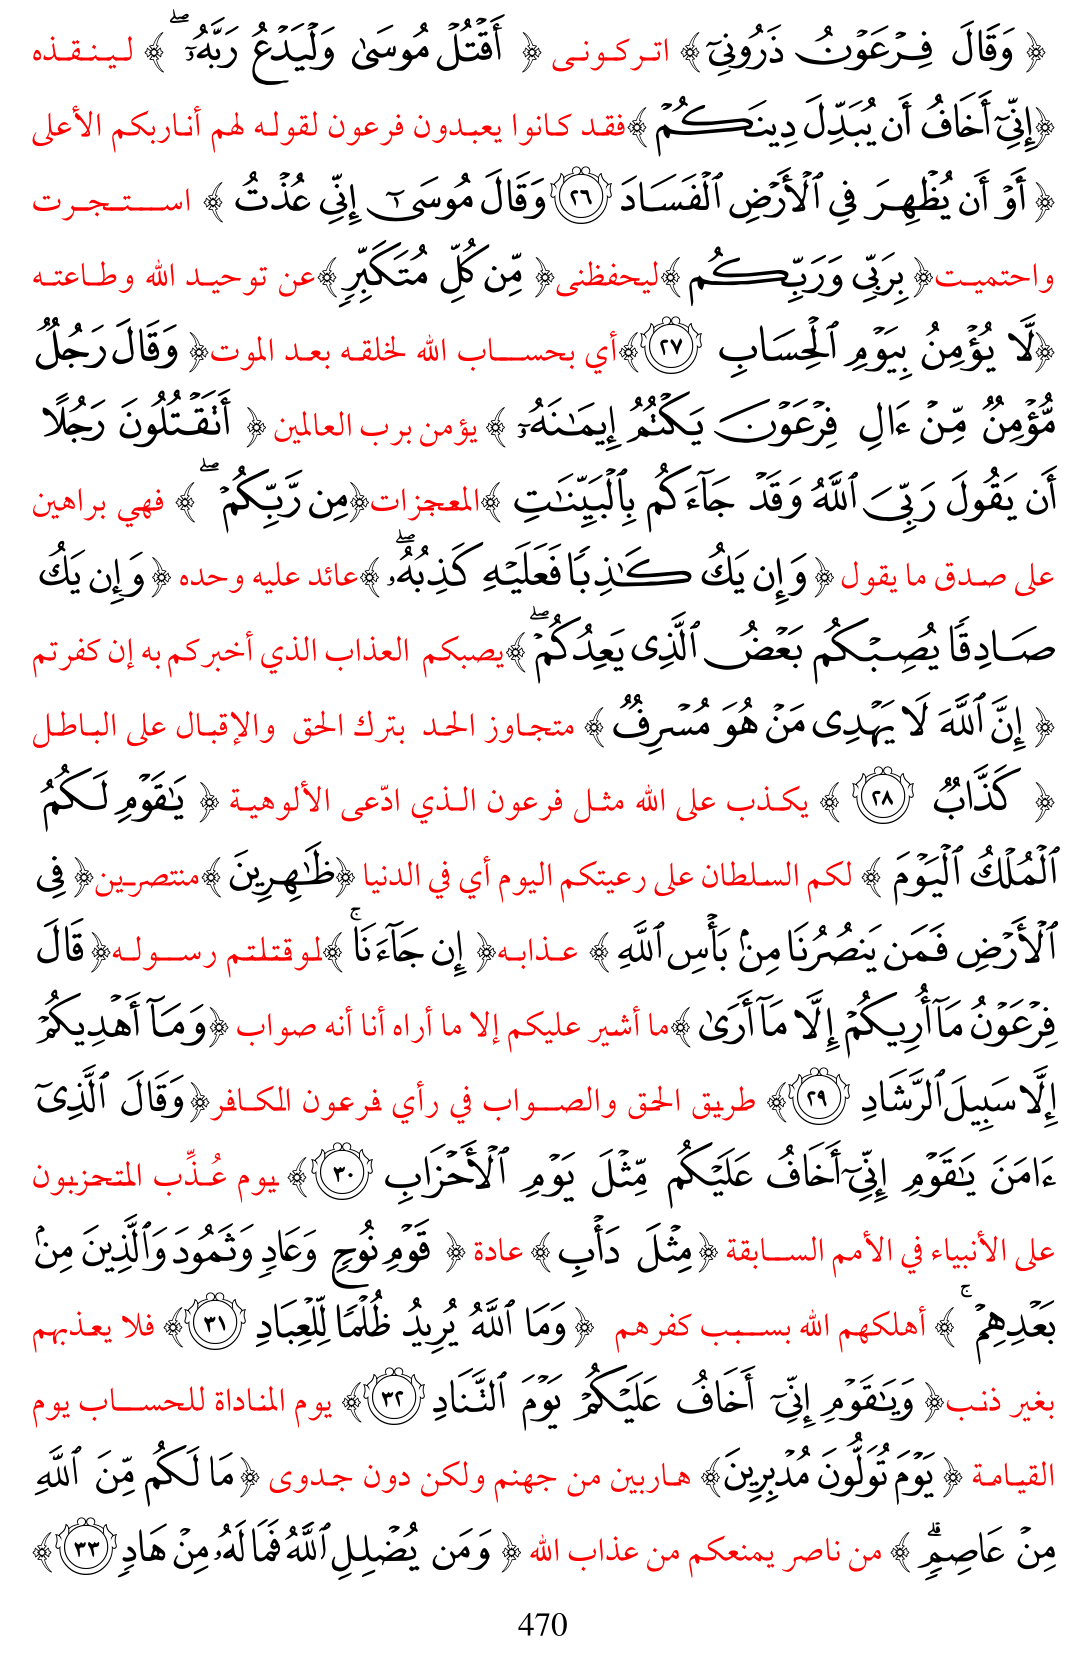 ﴿ وَقَالَ فِرْعَوْنُ ذَرُونِىٓ ﴾ اتركونى ﴿ أَقْتُلْ مُوسَىٰ وَلْيَدْعُ رَبَّهُۥٓ ۖ ﴾ لينقذه
﴿إِنِّىٓ أَخَافُ أَن يُبَدِّلَ دِينَكُمْ ﴾فقد كانوا يعبدون فرعون لقوله لهم أناربكم الأعلى
﴿ أَوْ أَن يُظْهِرَ فِى ٱلْأَرْضِ ٱلْفَسَادَ ٢٦ وَقَالَ مُوسَىٰٓ إِنِّى عُذْتُ ﴾ استجرت
واحتميت﴿ بِرَبِّى وَرَبِّكُم ﴾ليحفظنى﴿ مِّن كُلِّ مُتَكَبِّرٍ ﴾عن توحيد الله وطاعته
﴿لَّا يُؤْمِنُ بِيَوْمِ ٱلْحِسَابِ ٢٧ ﴾أي بحساب الله لخلقه بعد الموت﴿ وَقَالَ رَجُلٌ
مُّؤْمِنٌ مِّنْ ءَالِ فِرْعَوْنَ يَكْتُمُ إِيمَـٰنَهُۥٓ ﴾ يؤمن برب العالمين ﴿ أَتَقْتُلُونَ رَجُلًا
أَن يَقُولَ رَبِّىَ ٱللَّهُ وَقَدْ جَآءَكُم بِٱلْبَيِّنَـٰتِ ﴾المعجزات﴿مِن رَّبِّكُمْ ۖ ﴾ فهي براهين
على صدق ما يقول ﴿ وَإِن يَكُ كَـٰذِبًا فَعَلَيْهِ كَذِبُهُۥ ۖ ﴾عائد عليه وحده ﴿ وَإِن يَكُ
صَادِقًا يُصِبْكُم بَعْضُ ٱلَّذِى يَعِدُكُمْ ۖ ﴾يصبكم العذاب الذي أخبركم به إن كفرتم
﴿ إِنَّ ٱللَّهَ لَا يَهْدِى مَنْ هُوَ مُسْرِفٌ ﴾ متجاوز الحد بترك الحق والإقبال على الباطل
﴿ كَذَّابٌ ٢٨ ﴾ يكذب على الله مثل فرعون الذي ادّعى الألوهية ﴿ يَـٰقَوْمِ لَكُمُ
ٱلْمُلْكُ ٱلْيَوْمَ ﴾ لكم السلطان على رعيتكم اليوم أي في الدنيا ﴿ظَـٰهِرِينَ ﴾منتصرين﴿ فِى
ٱلْأَرْضِ فَمَن يَنصُرُنَا مِنۢ بَأْسِ ٱللَّهِ ﴾ عذابه﴿ إِن جَآءَنَا ۚ ﴾لوقتلتم رسوله﴿ قَالَ
فِرْعَوْنُ مَآ أُرِيكُمْ إِلَّا مَآ أَرَىٰ ﴾ما أشير عليكم إلا ما أراه أنا أنه صواب ﴿وَمَآ أَهْدِيكُمْ
إِلَّا سَبِيلَ ٱلرَّشَادِ ٢٩ ﴾ طريق الحق والصواب في رأي فرعون الكافر﴿ وَقَالَ ٱلَّذِىٓ
ءَامَنَ يَـٰقَوْمِ إِنِّىٓ أَخَافُ عَلَيْكُم مِّثْلَ يَوْمِ ٱلْأَحْزَابِ ٣٠ ﴾ يوم عُذِّب المتحزبون
على الأنبياء في الأمم السابقة ﴿مِثْلَ دَأْبِ ﴾ عادة ﴿ قَوْمِ نُوحٍ وَعَادٍ وَثَمُودَ وَٱلَّذِينَ مِنۢ
بَعْدِهِمْ ۚ ﴾ أهلكهم الله بسبب كفرهم ﴿ وَمَا ٱللَّهُ يُرِيدُ ظُلْمًا لِّلْعِبَادِ ٣١ ﴾ فلا يعذبهم
بغير ذنب﴿ وَيَـٰقَوْمِ إِنِّىٓ أَخَافُ عَلَيْكُمْ يَوْمَ ٱلتَّنَادِ ٣٢ ﴾ يوم المناداة للحساب يوم
القيامة ﴿ يَوْمَ تُوَلُّونَ مُدْبِرِينَ﴾ هاربين من جهنم ولكن دون جدوى ﴿مَا لَكُم مِّنَ ٱللَّهِ
مِنْ عَاصِمٍ ۗ ﴾ من ناصر يمنعكم من عذاب الله ﴿ وَمَن يُضْلِلِ ٱللَّهُ فَمَا لَهُۥ مِنْ هَادٍ ٣٣ ﴾
470